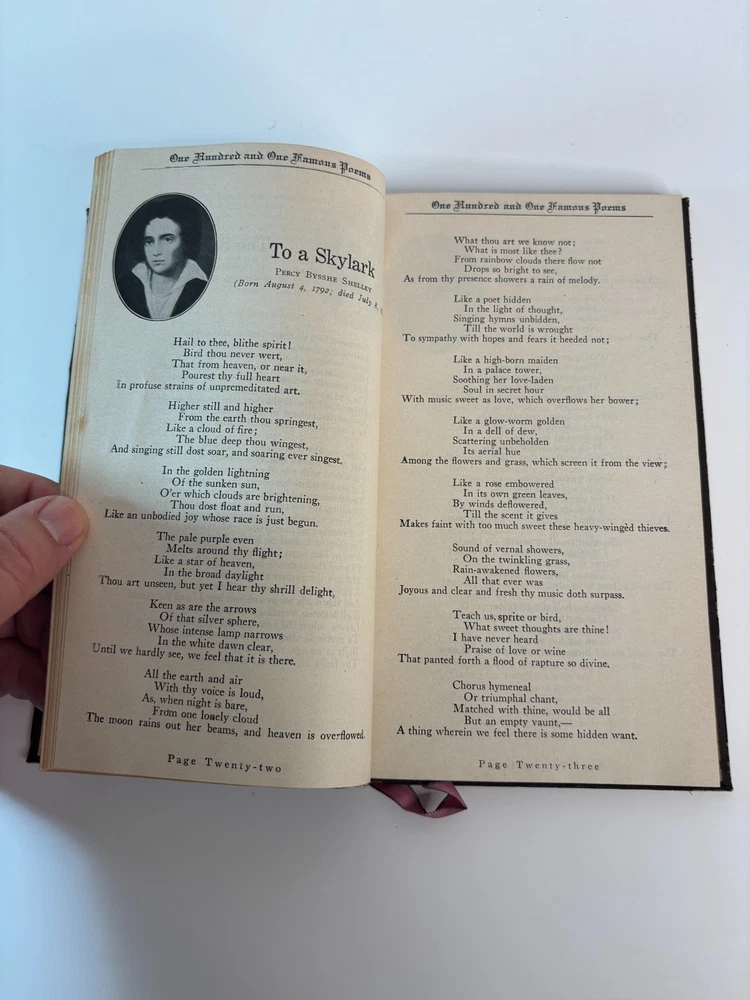 One Hundred and One Famous Poems
To a Skylark
PERCY BYSSHE SHELLEY
(Born August 4, 1792; died July 8,
Hail to thee, blithe spirit!
Bird thou never wert,
That from heaven, or near it,
Pourest thy full heart
In profuse strains of unpremeditated art.
Higher still and higher
From the earth thou springest,
Like a cloud of fire;
The blue deep thou wingest,
And singing still dost soar, and soaring ever singest.
In the golden lightning
Of the sunken sun,
O'er which clouds are brightening,
Thou dost float and run,
Like an unbodied joy whose race is just begun.
The pale purple even
Melts around thy flight;
Like a star of heaven,
In the broad daylight
Thou art unseen, but yet I hear thy shrill delight,
Keen as are the arrows
Of that silver sphere,
Whose intense lamp narrows
In the white dawn clear,
Until we hardly see, we feel that it is there.
All the earth and air
With thy voice is loud,
As, when night is bare,
From one lonely cloud
The moon rains out her beams, and heaven is overflowed.
Page Twenty-two
One Hundred and One Famous Poems
What thou art we know not;
What is most like thee?
From rainbow clouds there flow not
Drops so bright to see,
As from thy presence showers a rain of melody.
Like a poet hidden
In the light of thought,
Singing hymns unbidden,
Till the world is wrought
To sympathy with hopes and fears it heeded not;
Like a high-born maiden
In a palace tower,
Soothing her love-laden
Soul in secret hour
With music sweet as love, which overflows her bower;
Like a glow-worm golden
In a dell of dew,
Scattering unbeholden
Its aerial hue
Among the flowers and grass, which screen it from the view;
Like a rose embowered
In its own green leaves,
By winds deflowered,
Till the scent it gives
Makes faint with too much sweet these heavy-wingèd thieves.
Sound of vernal showers,
On the twinkling grass,
Rain-awakened flowers,
All that ever was
Joyous and clear and fresh thy music doth surpass.
Teach us, sprite or bird,
What sweet thoughts are thine!
I have never heard
Praise of love or wine
That panted forth a flood of rapture so divine.
Chorus hymeneal
Or triumphal chant,
Matched with thine, would be all
But an empty vaunt,—
A thing wherein we feel there is some hidden want.
Page Twenty-three